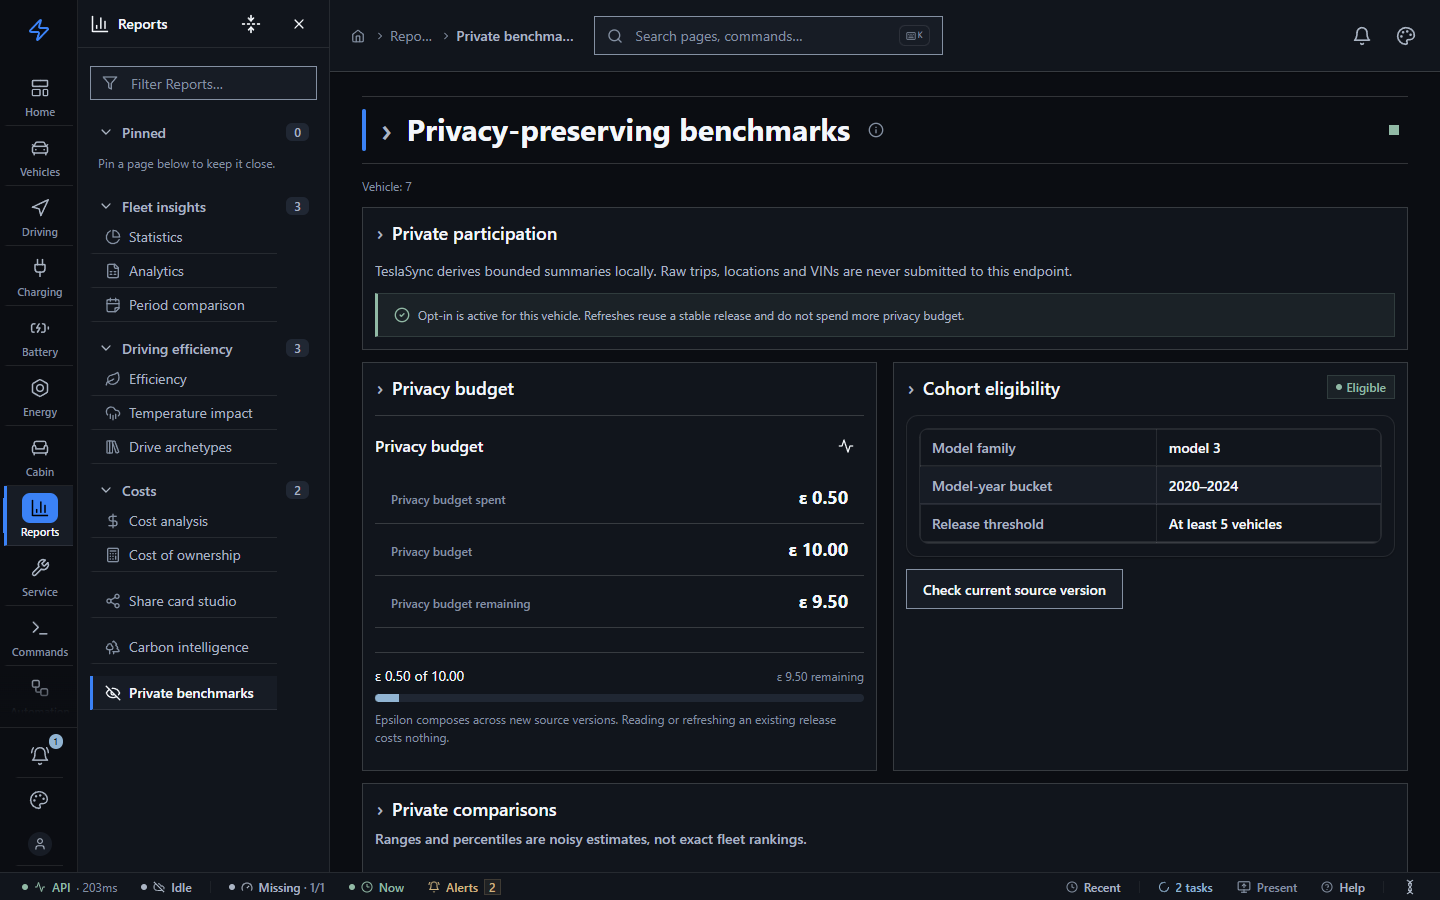 Home
Vehicles
Driving
Charging
Battery
Energy
Cabin
Reports
Service
Commands
1
Reports
Filter Reports...
Pinned 0
Pin a page below to keep it close.
Fleet insights 3
Statistics
Analytics
Period comparison
Driving efficiency 3
Efficiency
Temperature impact
Drive archetypes
Costs 2
Cost analysis
Cost of ownership
Share card studio
Carbon intelligence
Private benchmarks
Repo... Private benchma...
Search pages, commands... K
Privacy-preserving benchmarks
Vehicle: 7
Private participation
TeslaSync derives bounded summaries locally. Raw trips, locations and VINs are never submitted to this endpoint.
Opt-in is active for this vehicle. Refreshes reuse a stable release and do not spend more privacy budget.
Privacy budget
Privacy budget
Privacy budget spent ε 0.50
Privacy budget ε 10.00
Privacy budget remaining ε 9.50
ε 0.50 of 10.00 ε 9.50 remaining
Epsilon composes across new source versions. Reading or refreshing an existing release
costs nothing.
Cohort eligibility Eligible
Model family model 3
Model-year bucket 2020–2024
Release threshold At least 5 vehicles
Check current source version
Private comparisons
Ranges and percentiles are noisy estimates, not exact fleet rankings.
API · 203ms Idle Missing · 1/1 Now Alerts 2 Recent 2 tasks Present Help